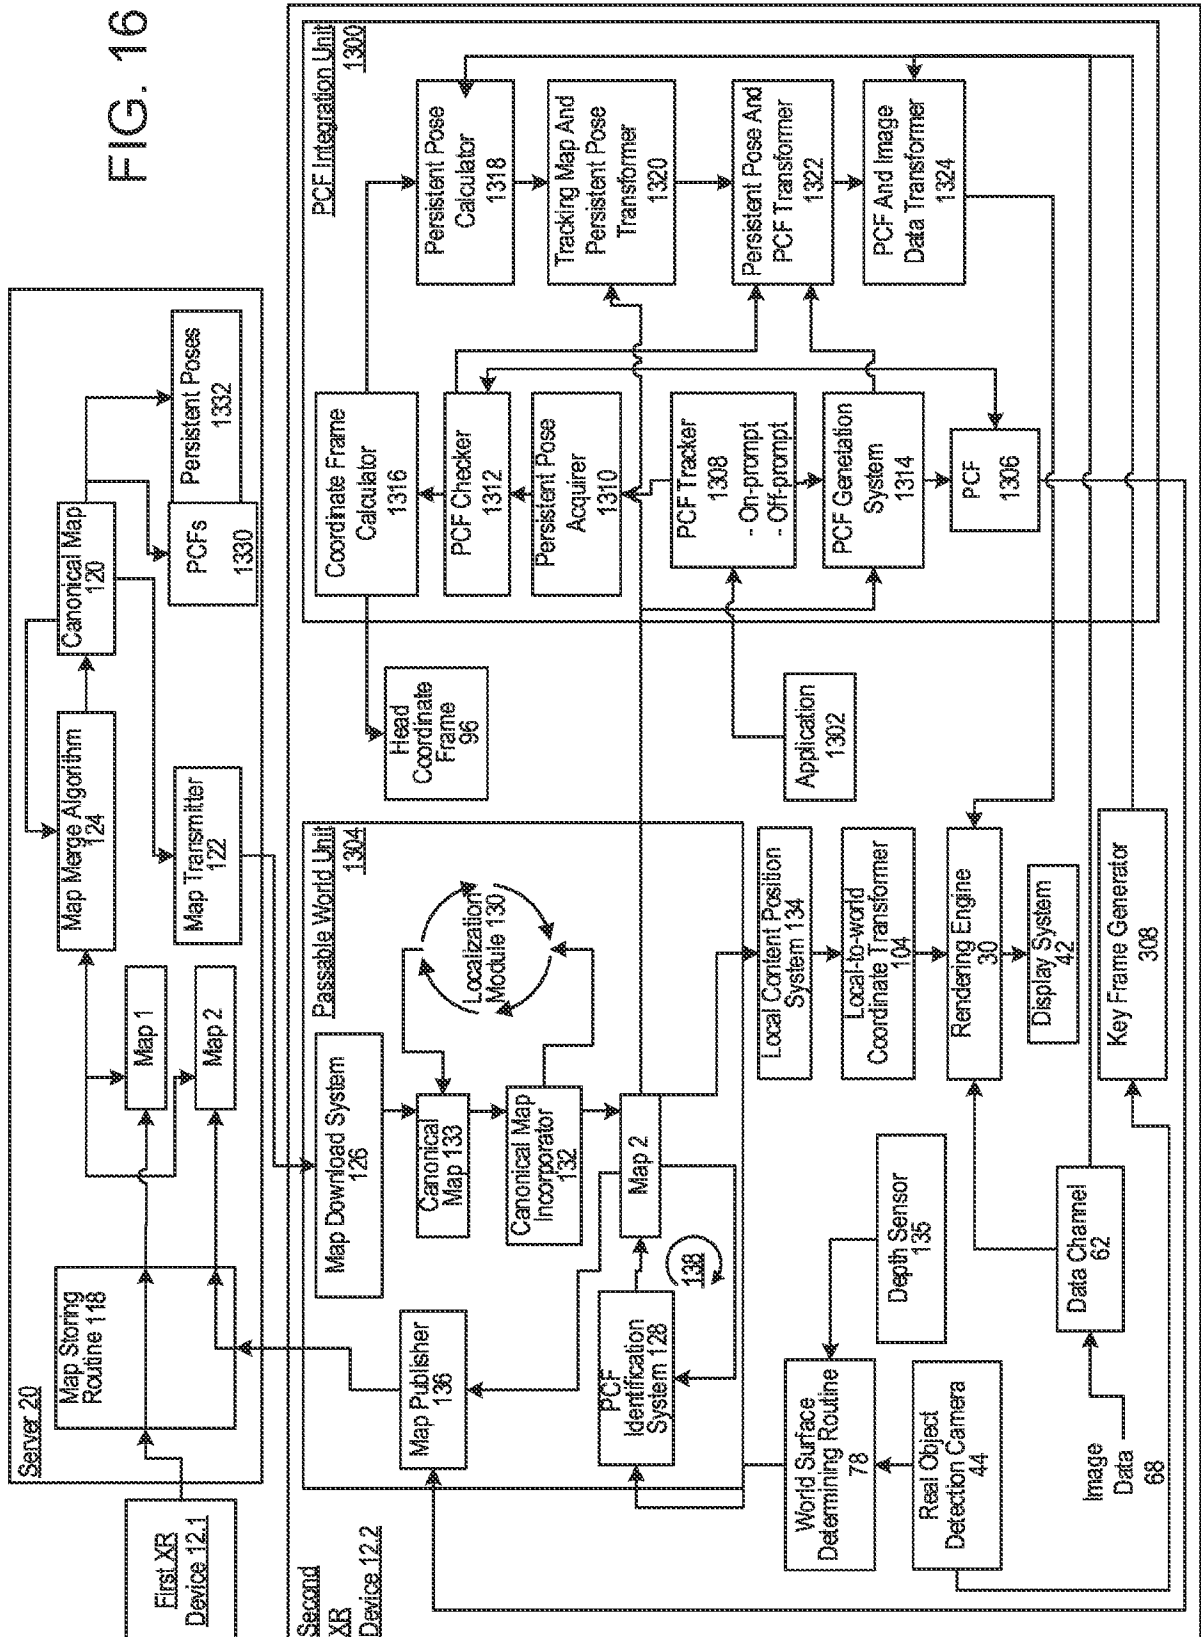 FIG. 16
Server 20
First XR
Device 12.1
Map Storing
Routine 118
Map 1
Map 2
Map Merge Algorithm
124
Map Transmitter
122
Canonical Map
120
PCFs
1330
Persistent Poses
1332
Second
XR
Device 12.2
Passable World Unit
1304
Map Download System
126
Canonical
Map 133
Localization
Module 130
Canonical Map
Incorporator
132
Map Publisher
136
PCF
Identification
System 128
138
Map 2
World Surface
Determining Routine
78
Depth Sensor
135
Real Object
Detection Camera
44
Image
Data
68
Data Channel
62
Local Content Position
System 134
Local-to-world
Coordinate Transformer
104
Rendering Engine
30
Display System
42
Key Frame Generator
308
Head
Coordinate
Frame
96
Application
1302
PCF Integration Unit
1300
Coordinate Frame
Calculator
1316
PCF Checker
1312
Persistent Pose
Acquirer
1310
PCF Tracker
1308
- On-prompt
- Off-prompt
PCF Genetation
System
1314
PCF
1306
Persistent Pose
Calculator
1318
Tracking Map And
Persistent Pose
Transformer
1320
Persistent Pose And
PCF Transformer
1322
PCF And Image
Data Transformer
1324